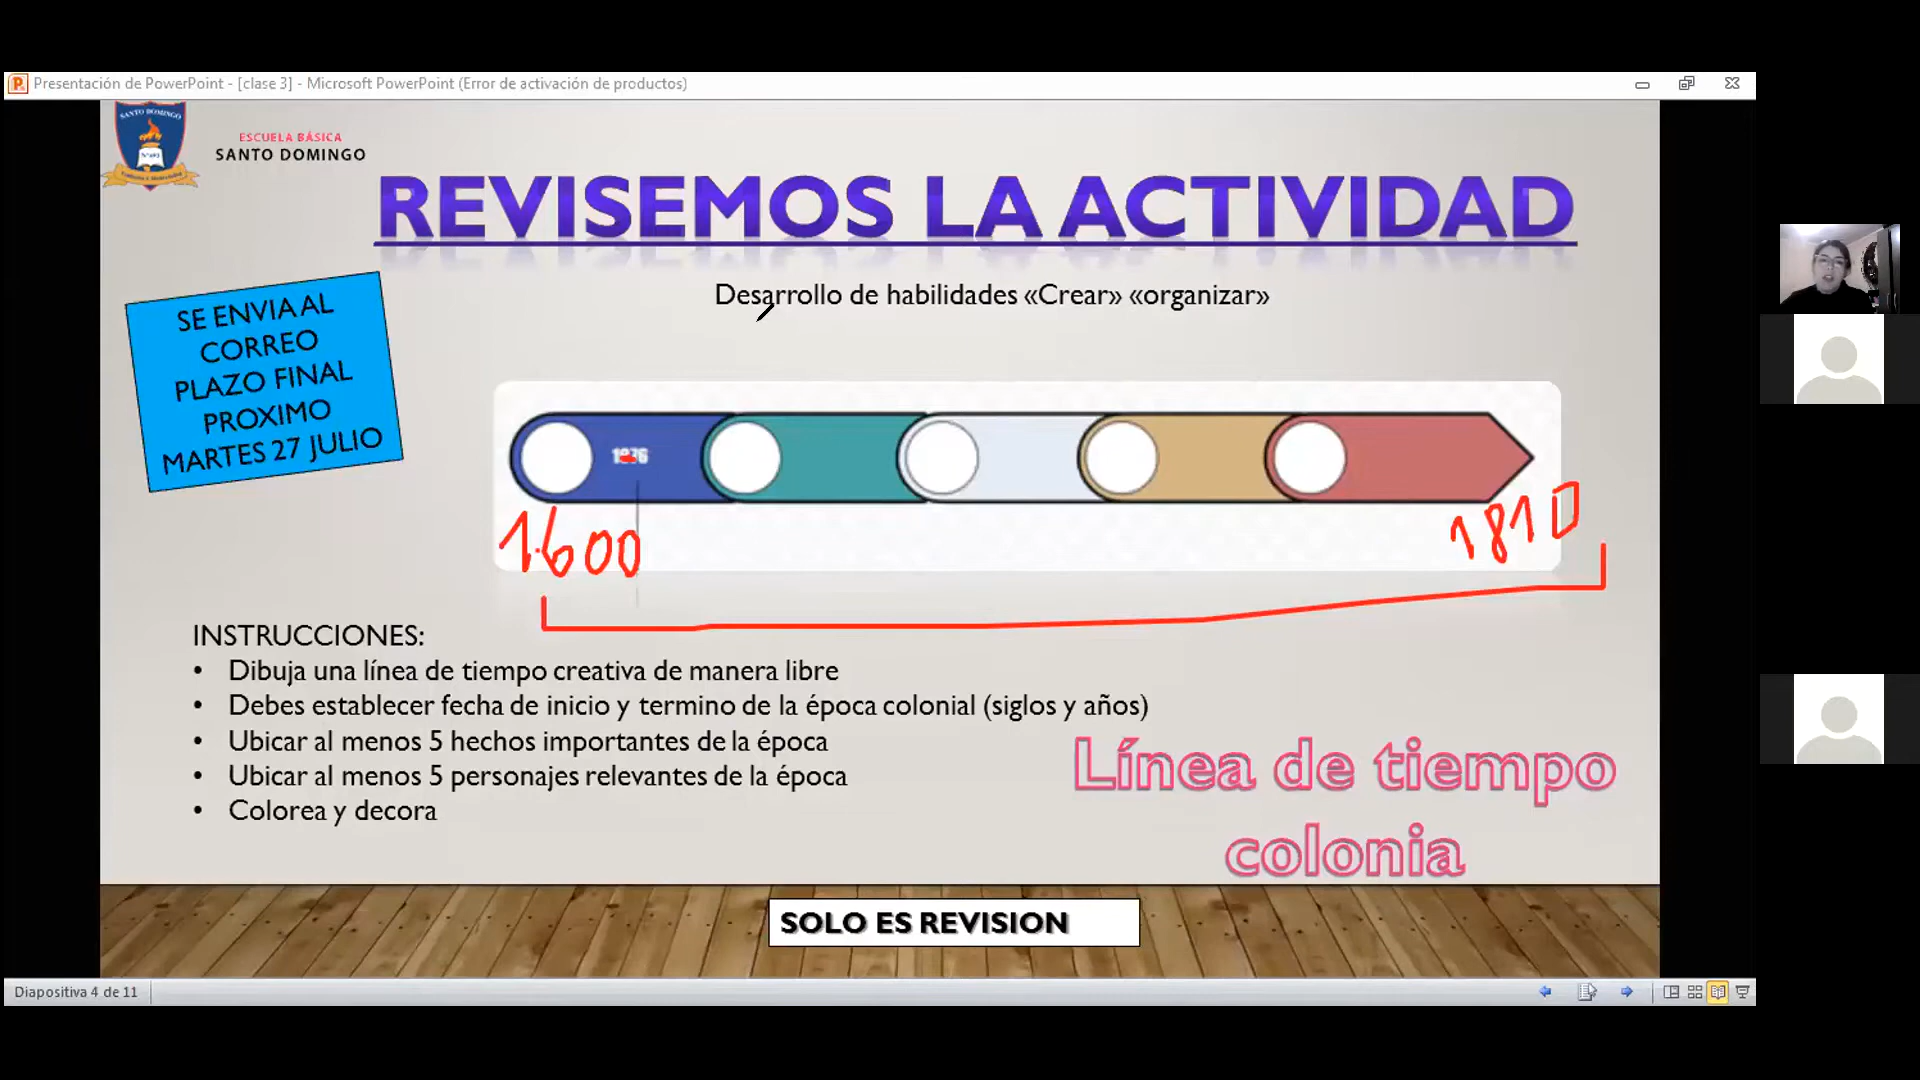 Presentación de PowerPoint - [clase 3] - Microsoft PowerPoint (Error de activación de productos)
SANTO DOMINGO
ESCUELA BÁSICA
SANTO DOMINGO
REVISEMOS LA ACTIVIDAD
Desarrollo de habilidades «Crear» «organizar»
SE ENVIA AL
CORREO
PLAZO FINAL
PROXIMO
MARTES 27 JULIO
1.600
1810
INSTRUCCIONES:
• Dibuja una línea de tiempo creativa de manera libre
• Debes establecer fecha de inicio y termino de la época colonial (siglos y años)
• Ubicar al menos 5 hechos importantes de la época
• Ubicar al menos 5 personajes relevantes de la época
• Colorea y decora
Línea de tiempo
colonia
SOLO ES REVISION
Diapositiva 4 de 11